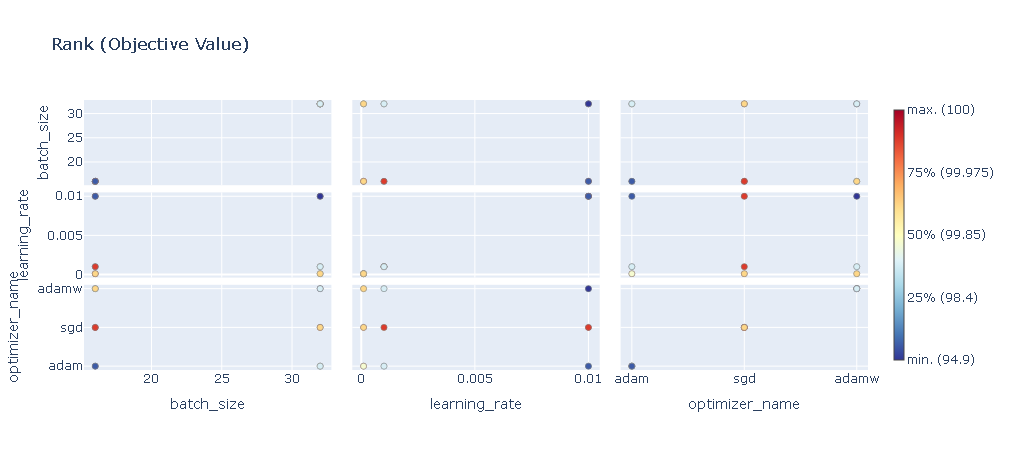 Rank (Objective Value)
batch_size
30
25
20
max. (100)
75% (99.975)
50% (99.85)
25% (98.4)
min. (94.9)
learning_rate
0.01
0.005
0
optimizer_name
adamw
sgd
adam
20
25
30
0
0.005
0.01
adam
sgd
adamw
batch_size
learning_rate
optimizer_name